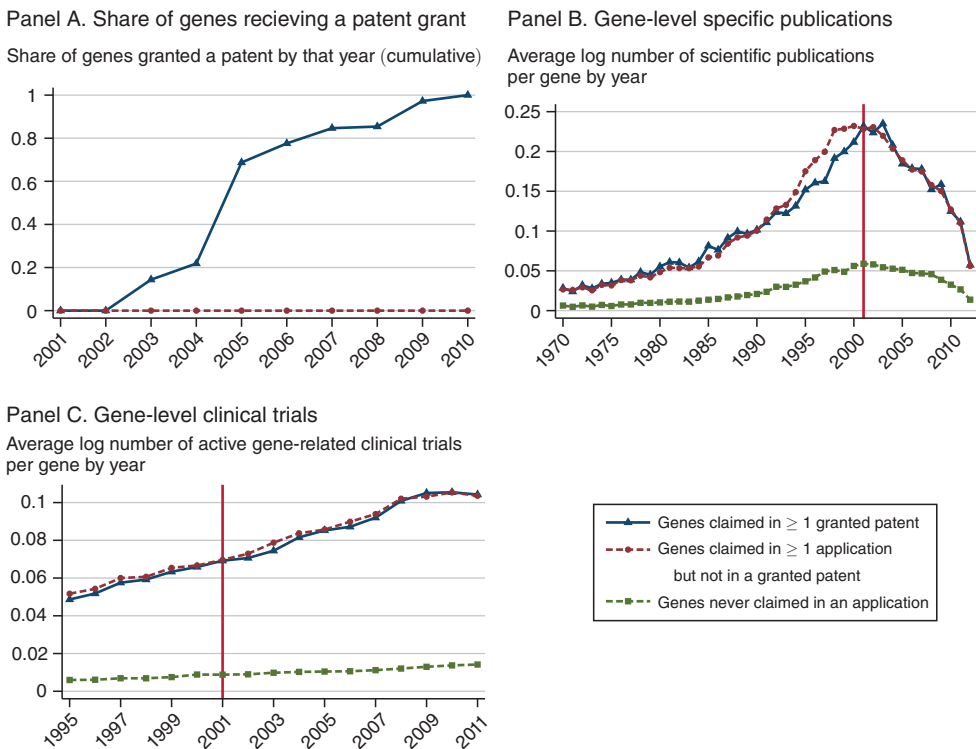 Panel A. Share of genes recieving a patent grant
Share of genes granted a patent by that year (cumulative)
1
0.8
0.6
0.4
0.2
0
2001 2002 2003 2004 2005 2006 2007 2008 2009 2010
Panel B. Gene-level specific publications
Average log number of scientific publications
per gene by year
0.25
0.20
0.15
0.10
0.05
0
1970 1975 1980 1985 1990 1995 2000 2005 2010
Panel C. Gene-level clinical trials
Average log number of active gene-related clinical trials
per gene by year
0.1
0.08
0.06
0.04
0.02
0
1995 1997 1999 2001 2003 2005 2007 2009 2011
Genes claimed in ≥ 1 granted patent
Genes claimed in ≥ 1 application
but not in a granted patent
Genes never claimed in an application